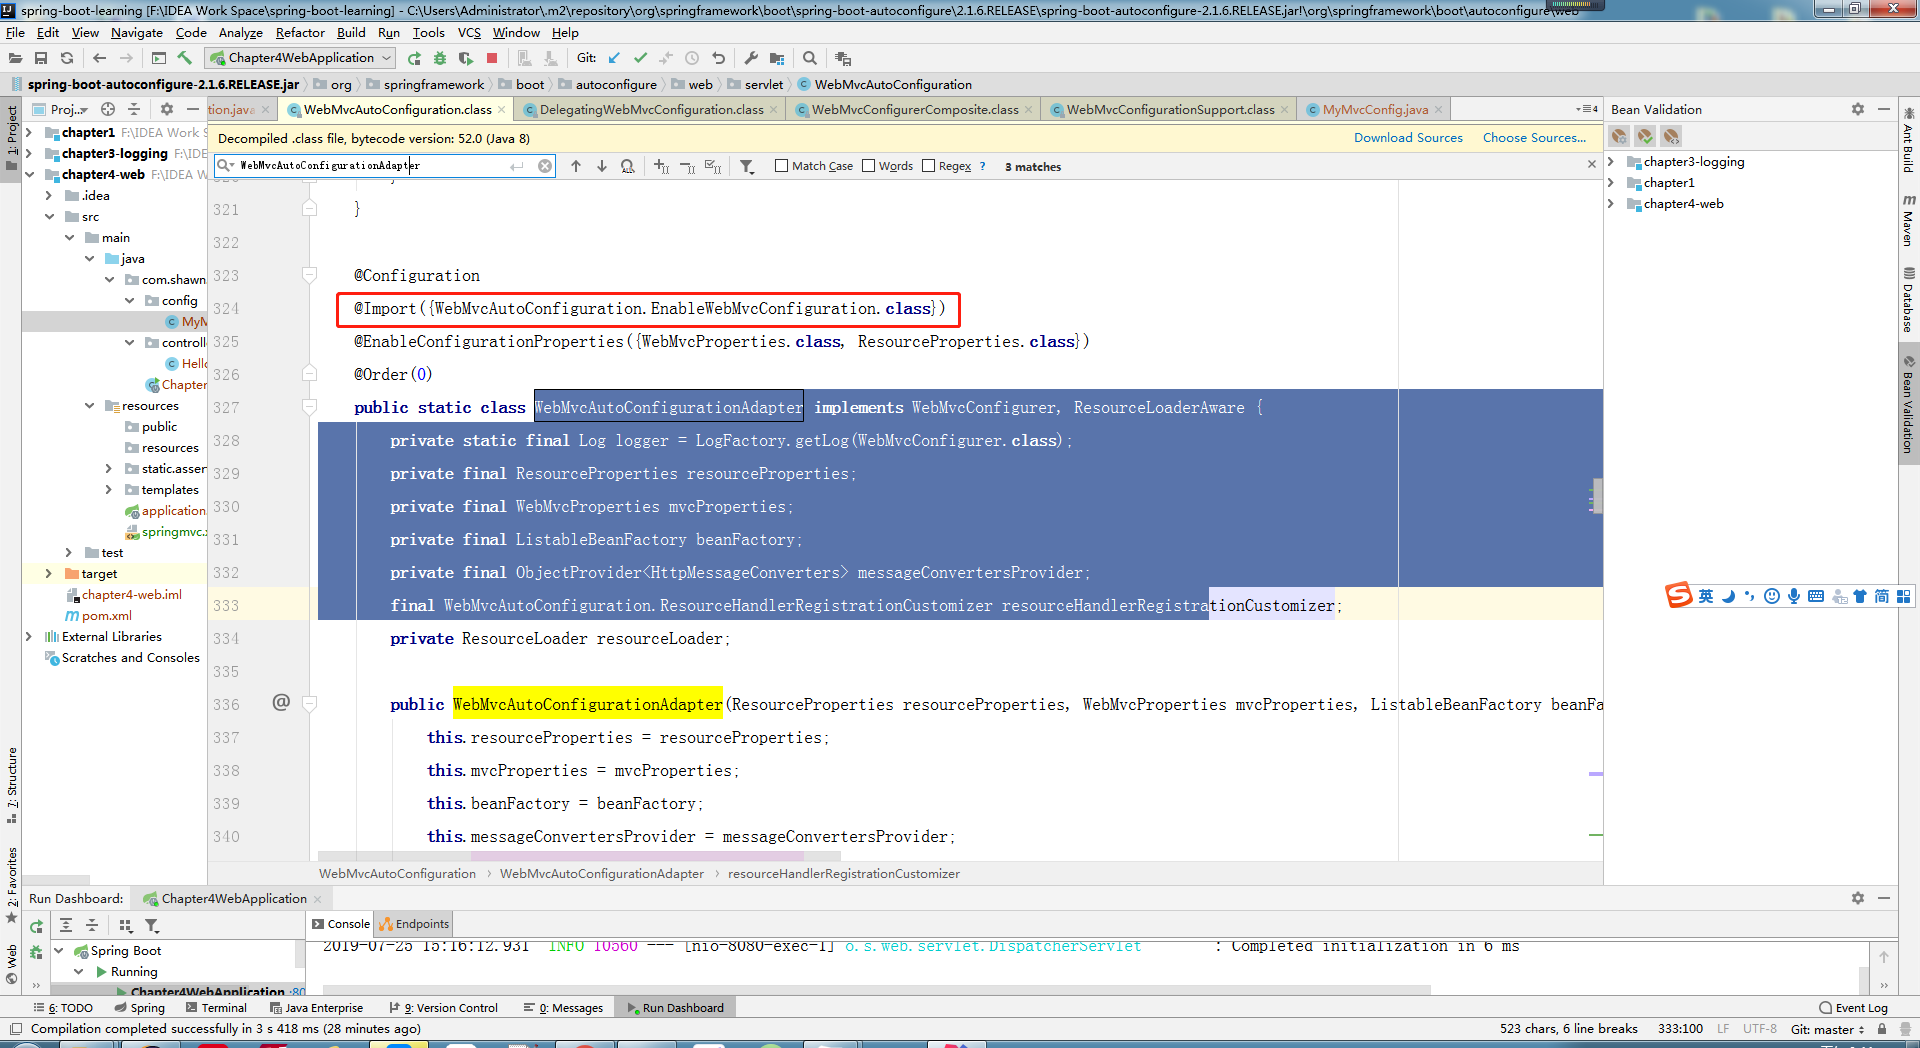 spring-boot-learning [F:\IDEA Work Space\spring-boot-learning] - C:\Users\Administrator\.m2\repository\org\springframework\boot\spring-boot-autoconfigure\2.1.6.RELEASE\spring-boot-autoconfigure-2.1.6.RELEASE.jar!\org\springframework\boot\autoconfigure\web
File Edit View Navigate Code Analyze Refactor Build Run Tools VCS Window Help
Chapter4WebApplication Git:
spring-boot-autoconfigure-2.1.6.RELEASE.jar org springframework boot autoconfigure web servlet WebMvcAutoConfiguration
Proj... tion.java WebMvcAutoConfiguration.class DelegatingWebMvcConfiguration.class WebMvcConfigurerComposite.class WebMvcConfigurationSupport.class MyMvcConfig.java 4 Bean Validation
Decompiled .class file, bytecode version: 52.0 (Java 8) Download Sources Choose Sources...
WebMvcAutoConfigurationAdapter Match Case Words Regex ? 3 matches
1: Project
7: Structure
2: Favorites
Web
chapter1 F:\IDEA Work S
chapter3-logging F:\IDE
chapter4-web F:\IDEA W
.idea
src
main
java
com.shawn
config
MyM
controll
Hello
Chapter
resources
public
resources
static.asser
templates
application.
springmvc.x
test
target
chapter4-web.iml
pom.xml
External Libraries
Scratches and Consoles
321 }
322
323 @Configuration
324 @Import({WebMvcAutoConfiguration.EnableWebMvcConfiguration.class})
325 @EnableConfigurationProperties({WebMvcProperties.class, ResourceProperties.class})
326 @Order(0)
327 public static class WebMvcAutoConfigurationAdapter implements WebMvcConfigurer, ResourceLoaderAware {
328 private static final Log logger = LogFactory.getLog(WebMvcConfigurer.class);
329 private final ResourceProperties resourceProperties;
330 private final WebMvcProperties mvcProperties;
331 private final ListableBeanFactory beanFactory;
332 private final ObjectProvider<HttpMessageConverters> messageConvertersProvider;
333 final WebMvcAutoConfiguration.ResourceHandlerRegistrationCustomizer resourceHandlerRegistrationCustomizer;
334 private ResourceLoader resourceLoader;
335
336 @ public WebMvcAutoConfigurationAdapter(ResourceProperties resourceProperties, WebMvcProperties mvcProperties, ListableBeanFactory beanFa
337 this.resourceProperties = resourceProperties;
338 this.mvcProperties = mvcProperties;
339 this.beanFactory = beanFactory;
340 this.messageConvertersProvider = messageConvertersProvider;
WebMvcAutoConfiguration › WebMvcAutoConfigurationAdapter › resourceHandlerRegistrationCustomizer
chapter3-logging
chapter1
chapter4-web
Ant Build
Maven
Database
Bean Validation
英 简
Run Dashboard: Chapter4WebApplication
Console Endpoints
Spring Boot
Running
Chapter4WebApplication :80
2019-07-25 15:16:12.931 INFO 10560 --- [nio-8080-exec-1] o.s.web.servlet.DispatcherServlet : Completed initialization in 6 ms
6: TODO Spring Terminal Java Enterprise 9: Version Control 0: Messages Run Dashboard Event Log
Compilation completed successfully in 3 s 418 ms (28 minutes ago) 523 chars, 6 line breaks 333:100 LF UTF-8 Git: master